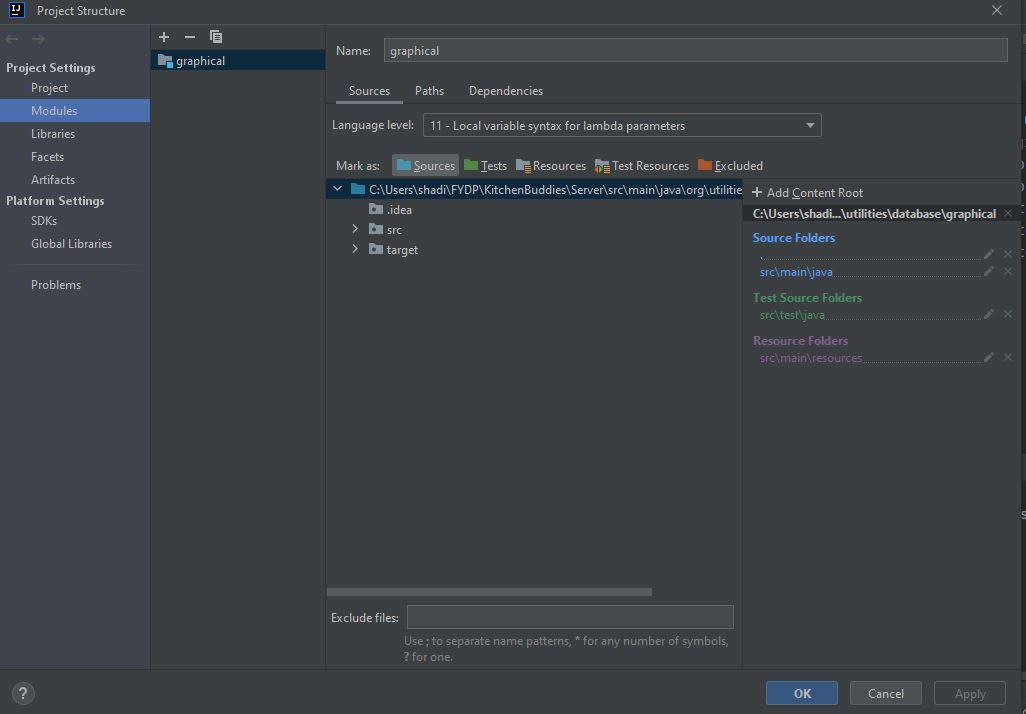 IJ
Project Structure
Project Settings
Project
Modules
Libraries
Facets
Artifacts
Platform Settings
SDKs
Global Libraries
Problems
graphical
Name: graphical
Sources Paths Dependencies
Language level: 11 - Local variable syntax for lambda parameters
Mark as: Sources Tests Resources Test Resources Excluded
C:\Users\shadi\FYDP\KitchenBuddies\Server\src\main\java\org\utilitie
.idea
src
target
Exclude files:
Use ; to separate name patterns, * for any number of symbols,
? for one.
+ Add Content Root
C:\Users\shadi...\utilities\database\graphical
Source Folders
.
src\main\java
Test Source Folders
src\test\java
Resource Folders
src\main\resources
?
OK Cancel Apply